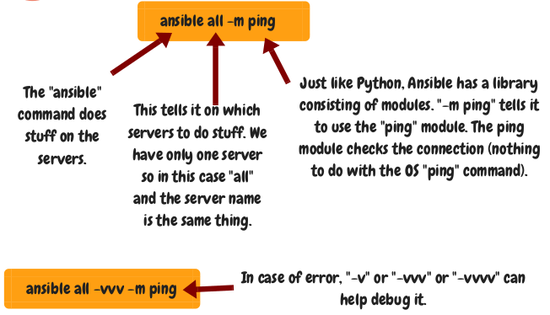 ansible all -m ping
The "ansible"
command does
stuff on the
servers.
This tells it on which
servers to do stuff. We
have only one server
so in this case "all"
and the server name
is the same thing.
Just like Python, Ansible has a library
consisting of modules. "-m ping" tells it
to use the "ping" module. The ping
module checks the connection (nothing
to do with the OS "ping" command).
ansible all -vvv -m ping
In case of error, "-v" or "-vvv" or "-vvvv" can
help debug it.